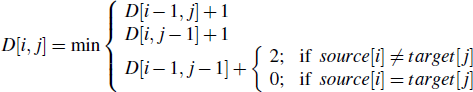 D[i−1, j]+1
D[i, j−1]+1
D[i, j] = min
D[i−1, j−1]+
2; if source[i] ≠ target[j]
0; if source[i] = target[j]